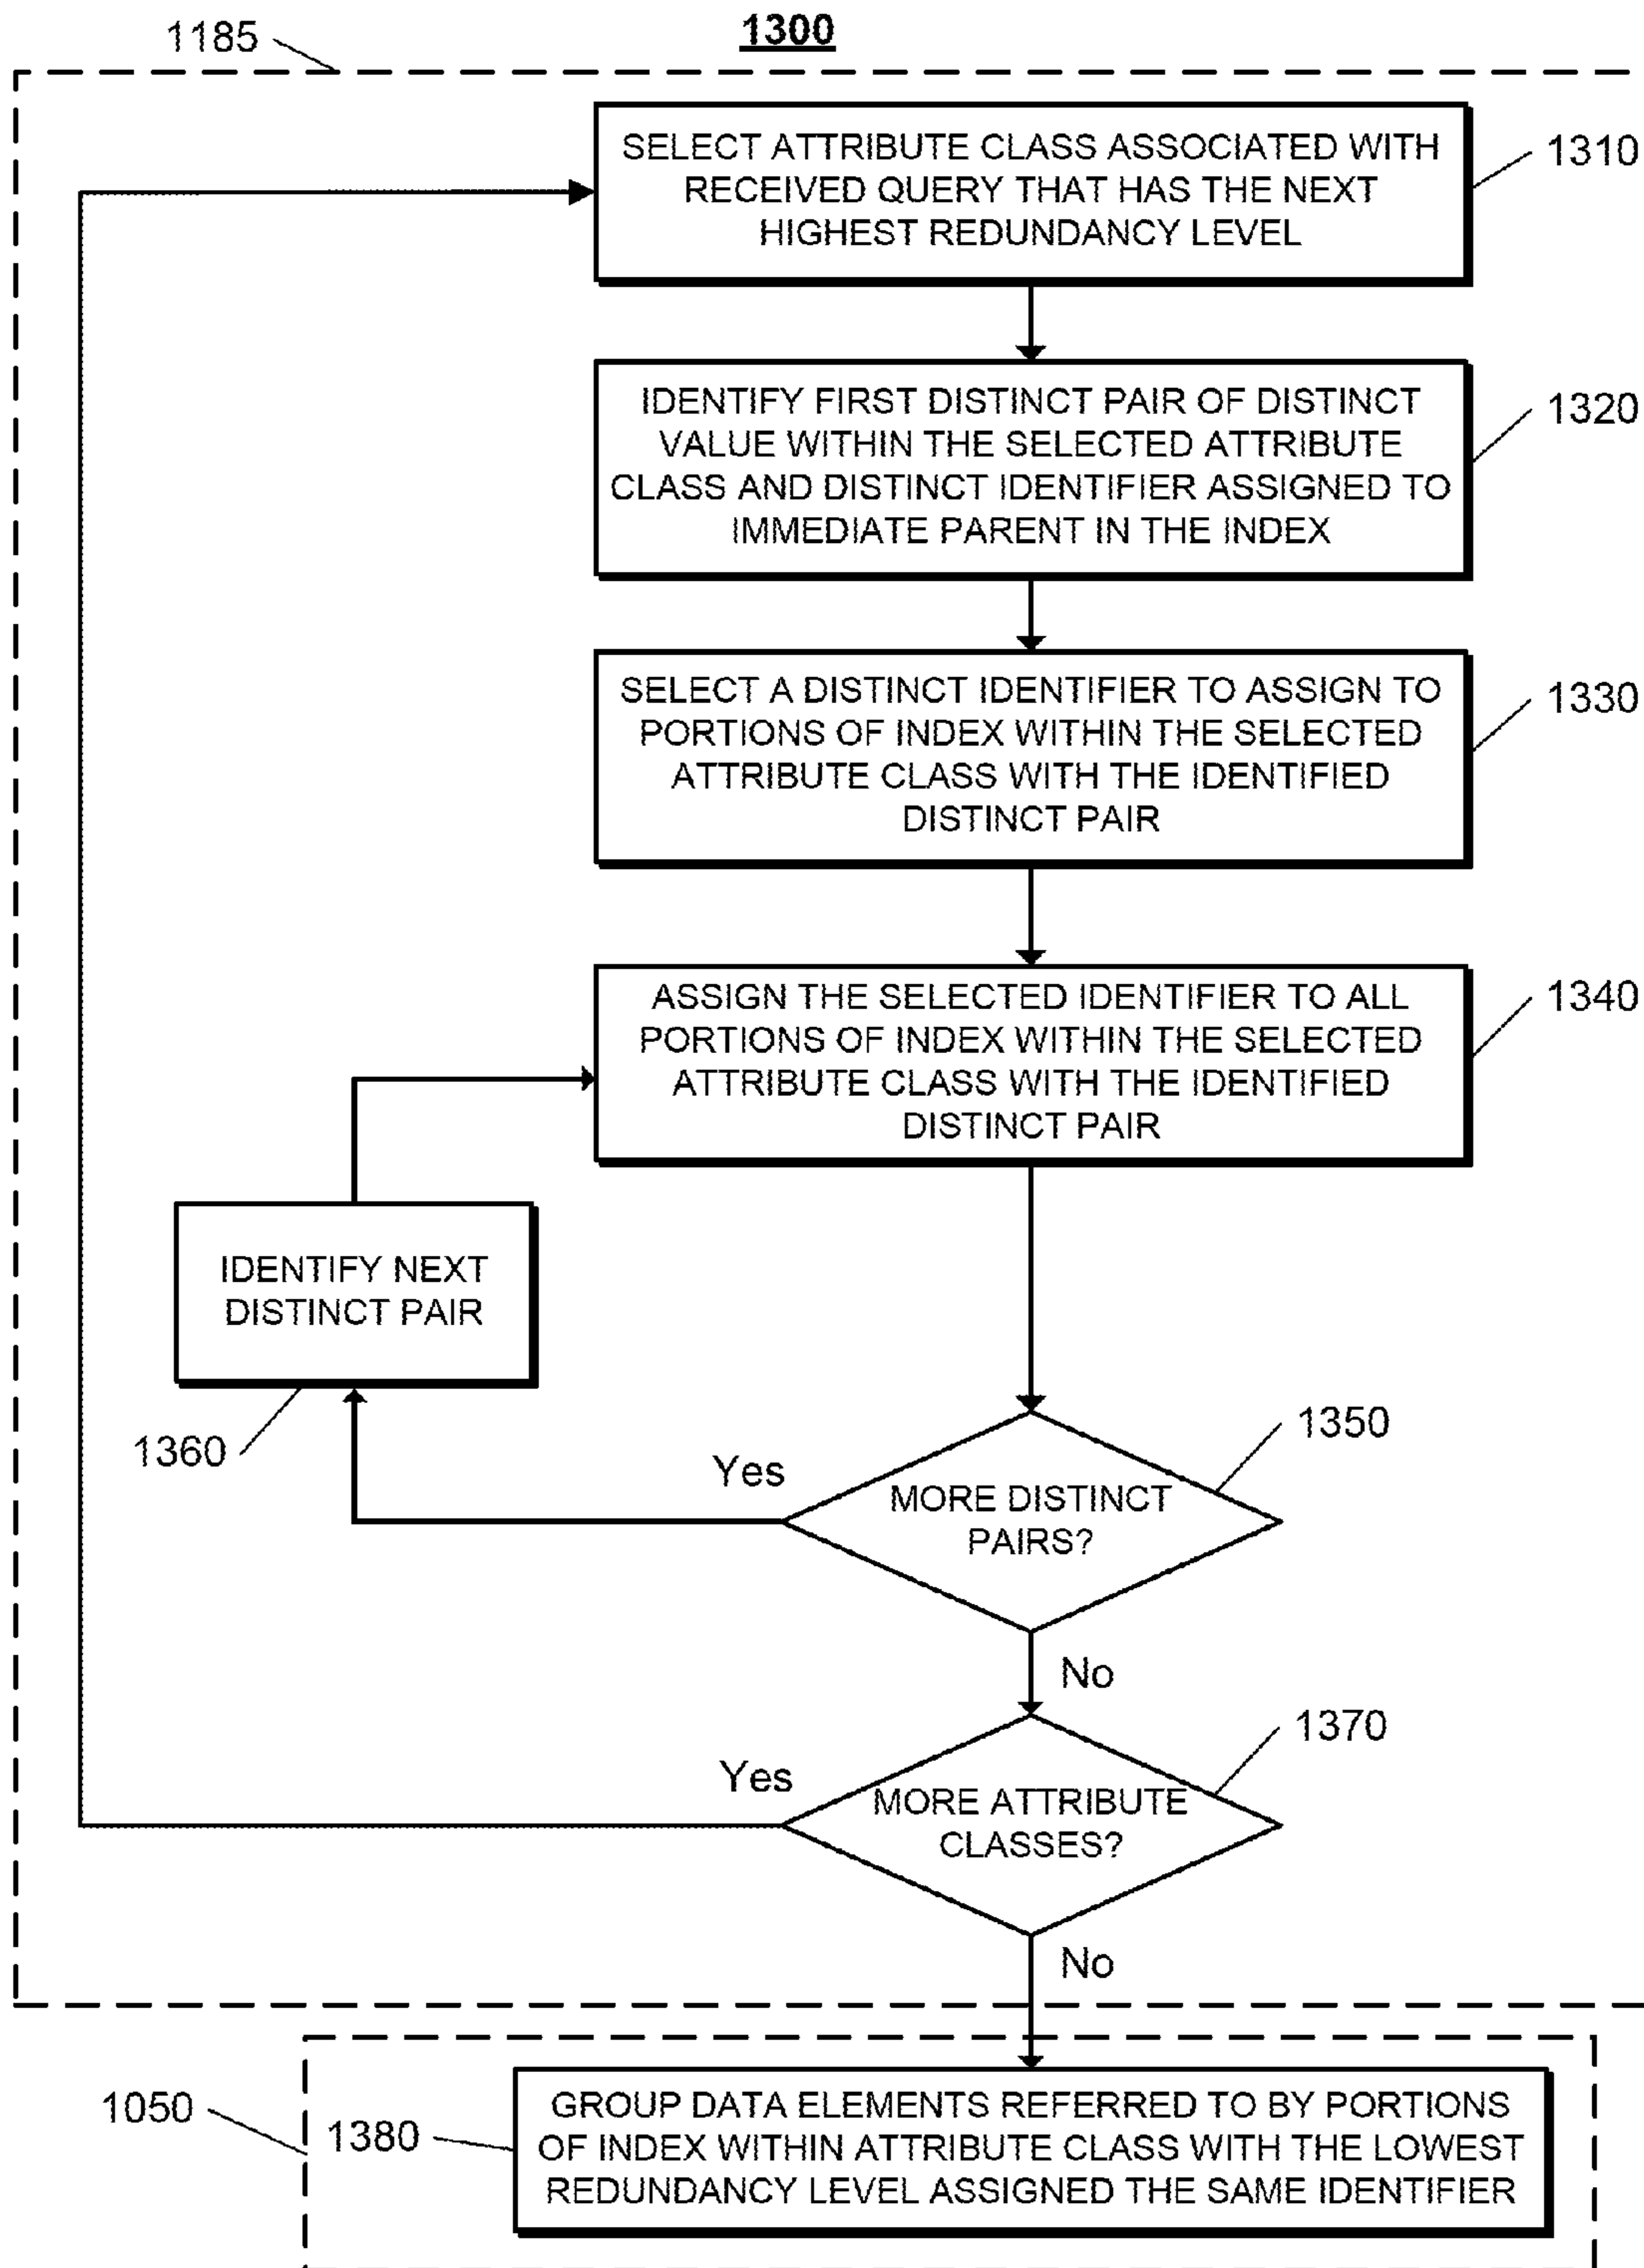 1300
1185
SELECT ATTRIBUTE CLASS ASSOCIATED WITH
RECEIVED QUERY THAT HAS THE NEXT
HIGHEST REDUNDANCY LEVEL
1310
IDENTIFY FIRST DISTINCT PAIR OF DISTINCT
VALUE WITHIN THE SELECTED ATTRIBUTE
CLASS AND DISTINCT IDENTIFIER ASSIGNED TO
IMMEDIATE PARENT IN THE INDEX
1320
SELECT A DISTINCT IDENTIFIER TO ASSIGN TO
PORTIONS OF INDEX WITHIN THE SELECTED
ATTRIBUTE CLASS WITH THE IDENTIFIED
DISTINCT PAIR
1330
ASSIGN THE SELECTED IDENTIFIER TO ALL
PORTIONS OF INDEX WITHIN THE SELECTED
ATTRIBUTE CLASS WITH THE IDENTIFIED
DISTINCT PAIR
1340
IDENTIFY NEXT
DISTINCT PAIR
1360
Yes
MORE DISTINCT
PAIRS?
1350
No
Yes
MORE ATTRIBUTE
CLASSES?
1370
No
1050
1380
GROUP DATA ELEMENTS REFERRED TO BY PORTIONS
OF INDEX WITHIN ATTRIBUTE CLASS WITH THE LOWEST
REDUNDANCY LEVEL ASSIGNED THE SAME IDENTIFIER